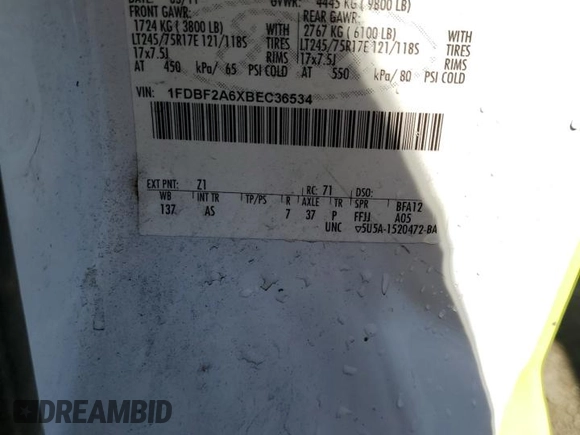 GVWR: 4445 KG ( 9800 LB)
FRONT GAWR: REAR GAWR:
1724 KG ( 3800 LB) WITH 2767 KG ( 6100 LB) WITH
LT245/75R17E 121/118S TIRES LT245/75R17E 121/118S TIRES
17x7.5J RIMS 17x7.5J RIMS
AT 450 kPa/ 65 PSI COLD AT 550 kPa/ 80 PSI COLD
VIN: 1FDBF2A6XBEC36534
EXT PNT: Z1 RC: 71 DSO:
WB INT TR TP/PS R AXLE TR SPR BFA12
137 AS 7 37 P FFJJ A05
UNC ▽5U5A-1520472-BA
DREAMBID